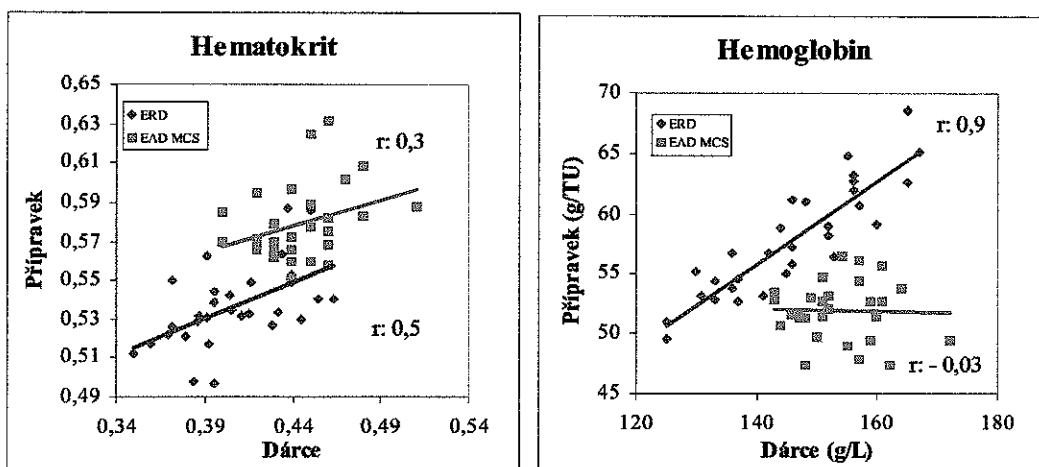 Hematokrit
0,65
0,63
0,61
0,59
0,57
0,55
0,53
0,51
0,49
Přípravek
ERD
EAD MCS
r: 0,3
r: 0,5
0,34
0,39
0,44
0,49
0,54
Dárce
Hemoglobin
70
65
60
55
50
45
Přípravek (g/TU)
ERD
EAD MCS
r: 0,9
r: - 0,03
120
140
160
180
Dárce (g/L)